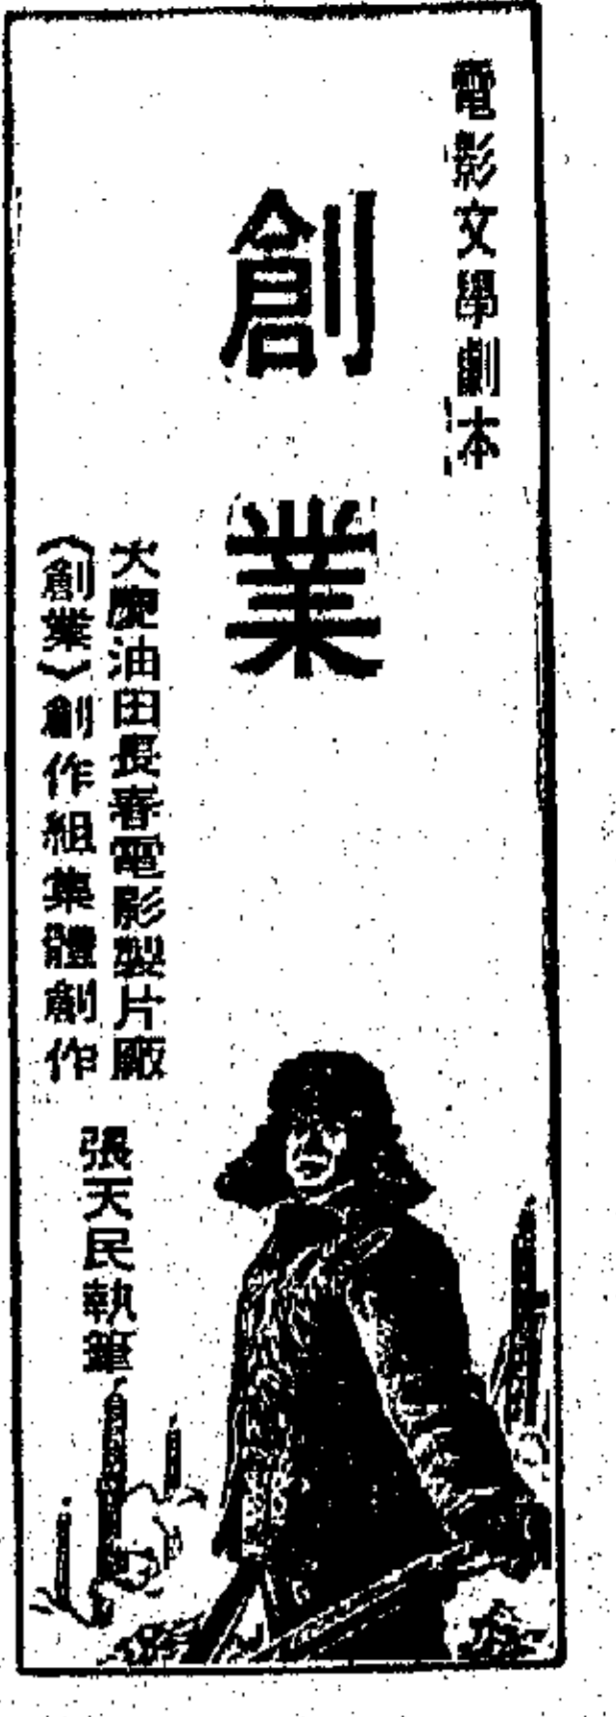 電影文學劇本
創業
大慶油田長春電影製片廠
《創業》創作組集體創作
張天民執筆